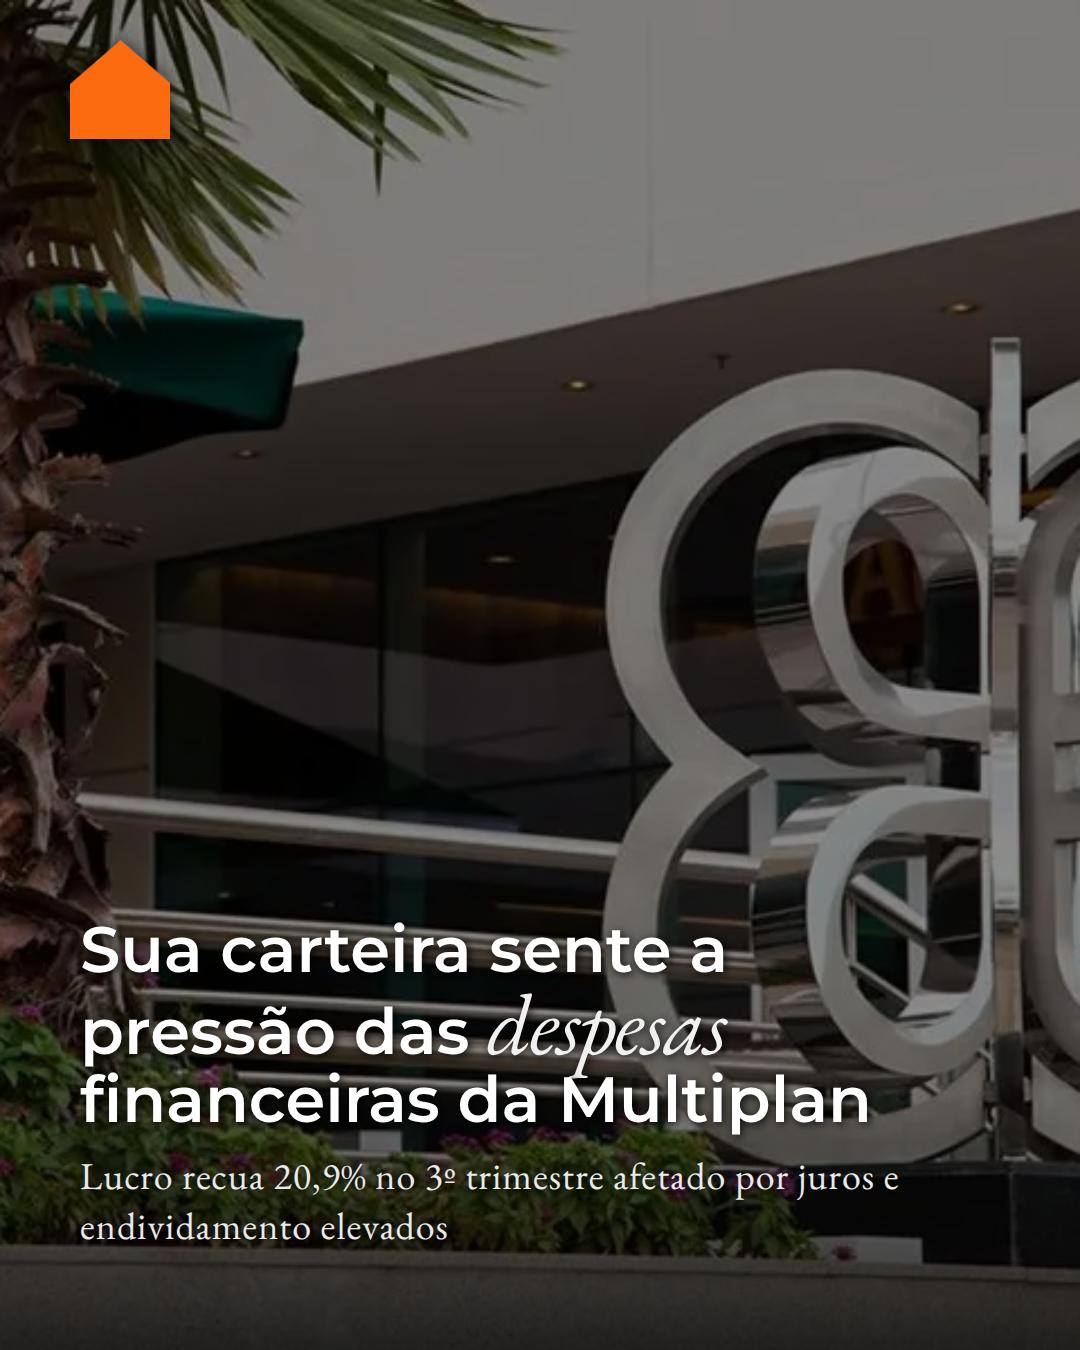 Sua carteira sente a
pressão das despesas
financeiras da Multiplan
Lucro recua 20,9% no 3º trimestre afetado por juros e
endividamento elevados